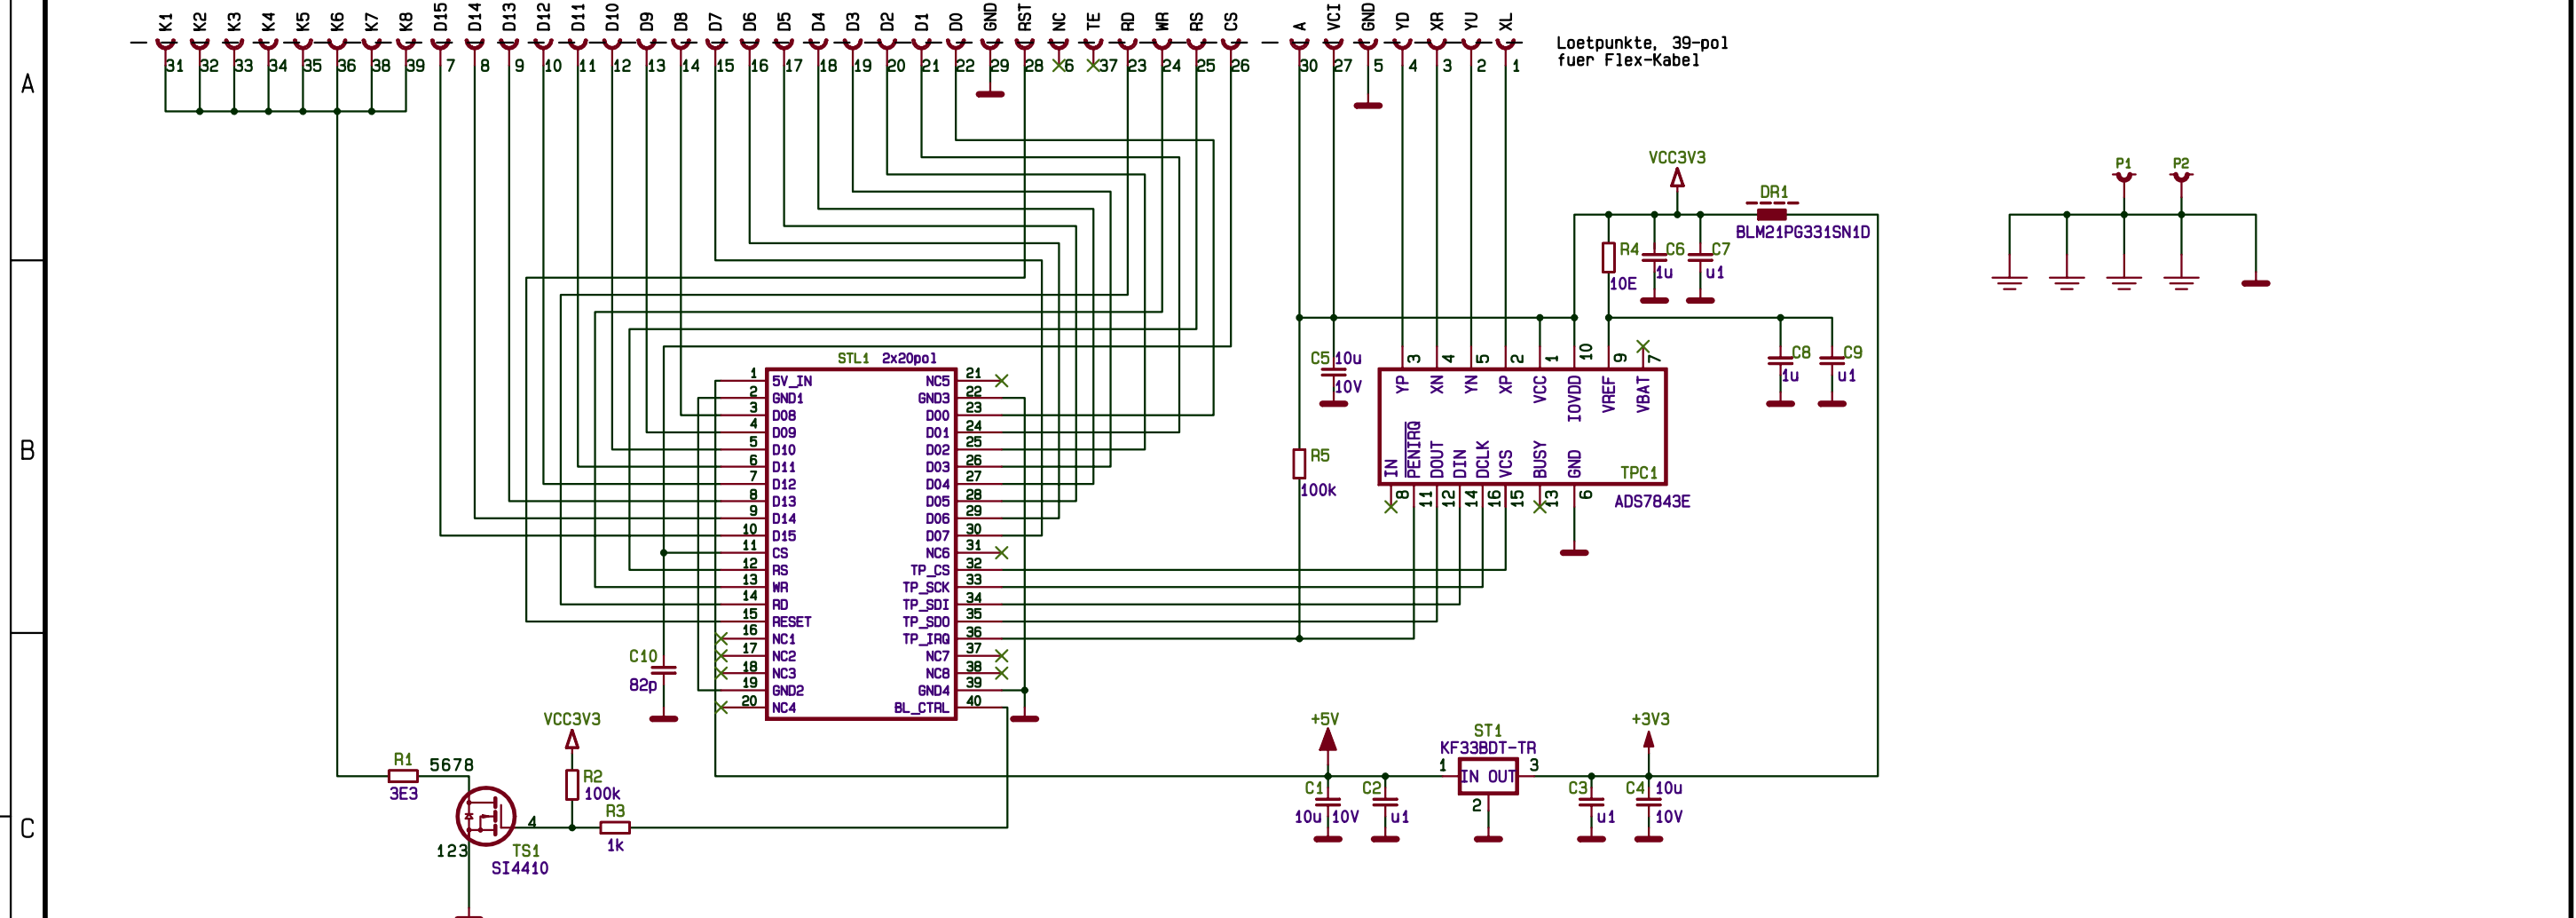 K1 K2 K3 K4 K5 K6 K7 K8 D15 D14 D13 D12 D11 D10 D9 D8 D7 D6 D5 D4 D3 D2 D1 D0 GND RST NC TE RD WR RS CS A VCI GND YD XR YU XL
31 32 33 34 35 36 38 39 7 8 9 10 11 12 13 14 15 16 17 18 19 20 21 22 29 28 6 37 23 24 25 26 30 27 5 4 3 2 1
Loetpunkte, 39-pol
fuer Flex-Kabel
A
B
C
VCC3V3
DR1
BLM21PG331SN1D
R4
10E
C6
1u
C7
u1
P1 P2
C8
1u
C9
u1
C5 10u
10V
R5
100k
3 4 5 2 1 10 9 7
YP XN YN XP VCC IOVDD VREF VBAT
IN PENIRQ DOUT DIN DCLK VCS BUSY GND
TPC1
8 11 12 14 16 15 13 6
ADS7843E
STL1 2x20pol
1 5V_IN NC5 21
2 GND1 GND3 22
3 D08 D00 23
4 D09 D01 24
5 D10 D02 25
6 D11 D03 26
7 D12 D04 27
8 D13 D05 28
9 D14 D06 29
10 D15 D07 30
11 CS NC6 31
12 RS TP_CS 32
13 WR TP_SCK 33
14 RD TP_SDI 34
15 RESET TP_SDO 35
16 NC1 TP_IRQ 36
17 NC2 NC7 37
18 NC3 NC8 38
19 GND2 GND4 39
20 NC4 BL_CTRL 40
C10
82p
VCC3V3
R1
3E3
5678
R2
100k
R3
1k
4
123
TS1
SI4410
+5V
ST1
KF33BDT-TR
+3V3
1 IN OUT 3
2
C1
10u 10V
C2
u1
C3
u1
C4 10u
10V